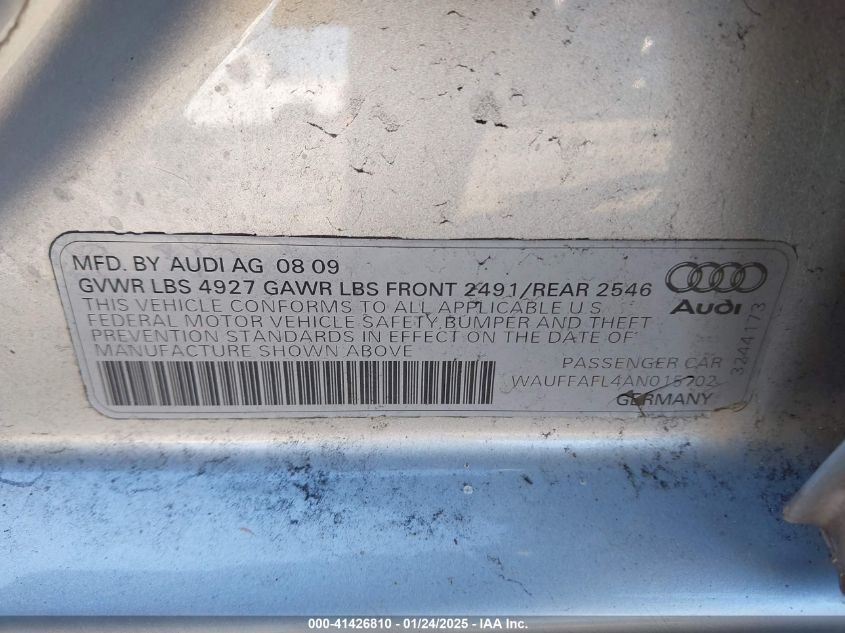 MFD. BY AUDI AG 08 09
GVWR LBS 4927 GAWR LBS FRONT 2491/REAR 2546
THIS VEHICLE CONFORMS TO ALL APPLICABLE U.S
FEDERAL MOTOR VEHICLE SAFETY,BUMPER AND THEFT
PREVENTION STANDARDS IN EFFECT ON THE DATE OF
MANUFACTURE SHOWN ABOVE
Audi
PASSENGER CAR
WAUFFAFL4AN015702
GERMANY
3244173
000-41426810 / 01/24/2025 - IAA Inc.